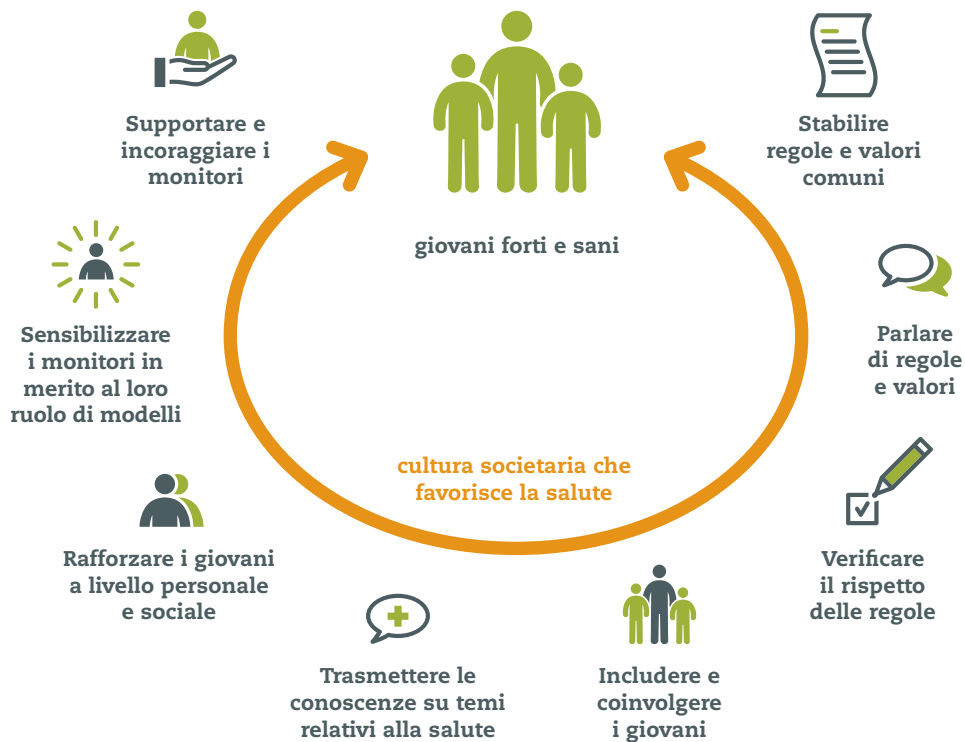 Supportare e
incoraggiare i
monitori
Stabilire
regole e valori
comuni
giovani forti e sani
Sensibilizzare
i monitori in
merito al loro
ruolo di modelli
Parlare
di regole
e valori
cultura societaria che
favorisce la salute
Rafforzare i giovani
a livello personale
e sociale
Verificare
il rispetto
delle regole
Trasmettere le
conoscenze su temi
relativi alla salute
Includere e
coinvolgere
i giovani